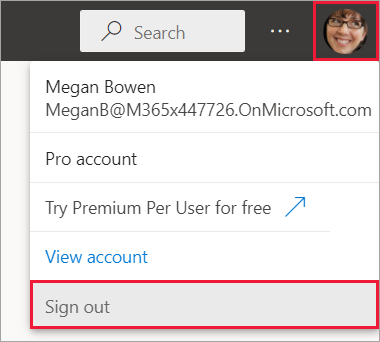 Search
Megan Bowen
MeganB@M365x447726.OnMicrosoft.com
Pro account
Try Premium Per User for free
View account
Sign out